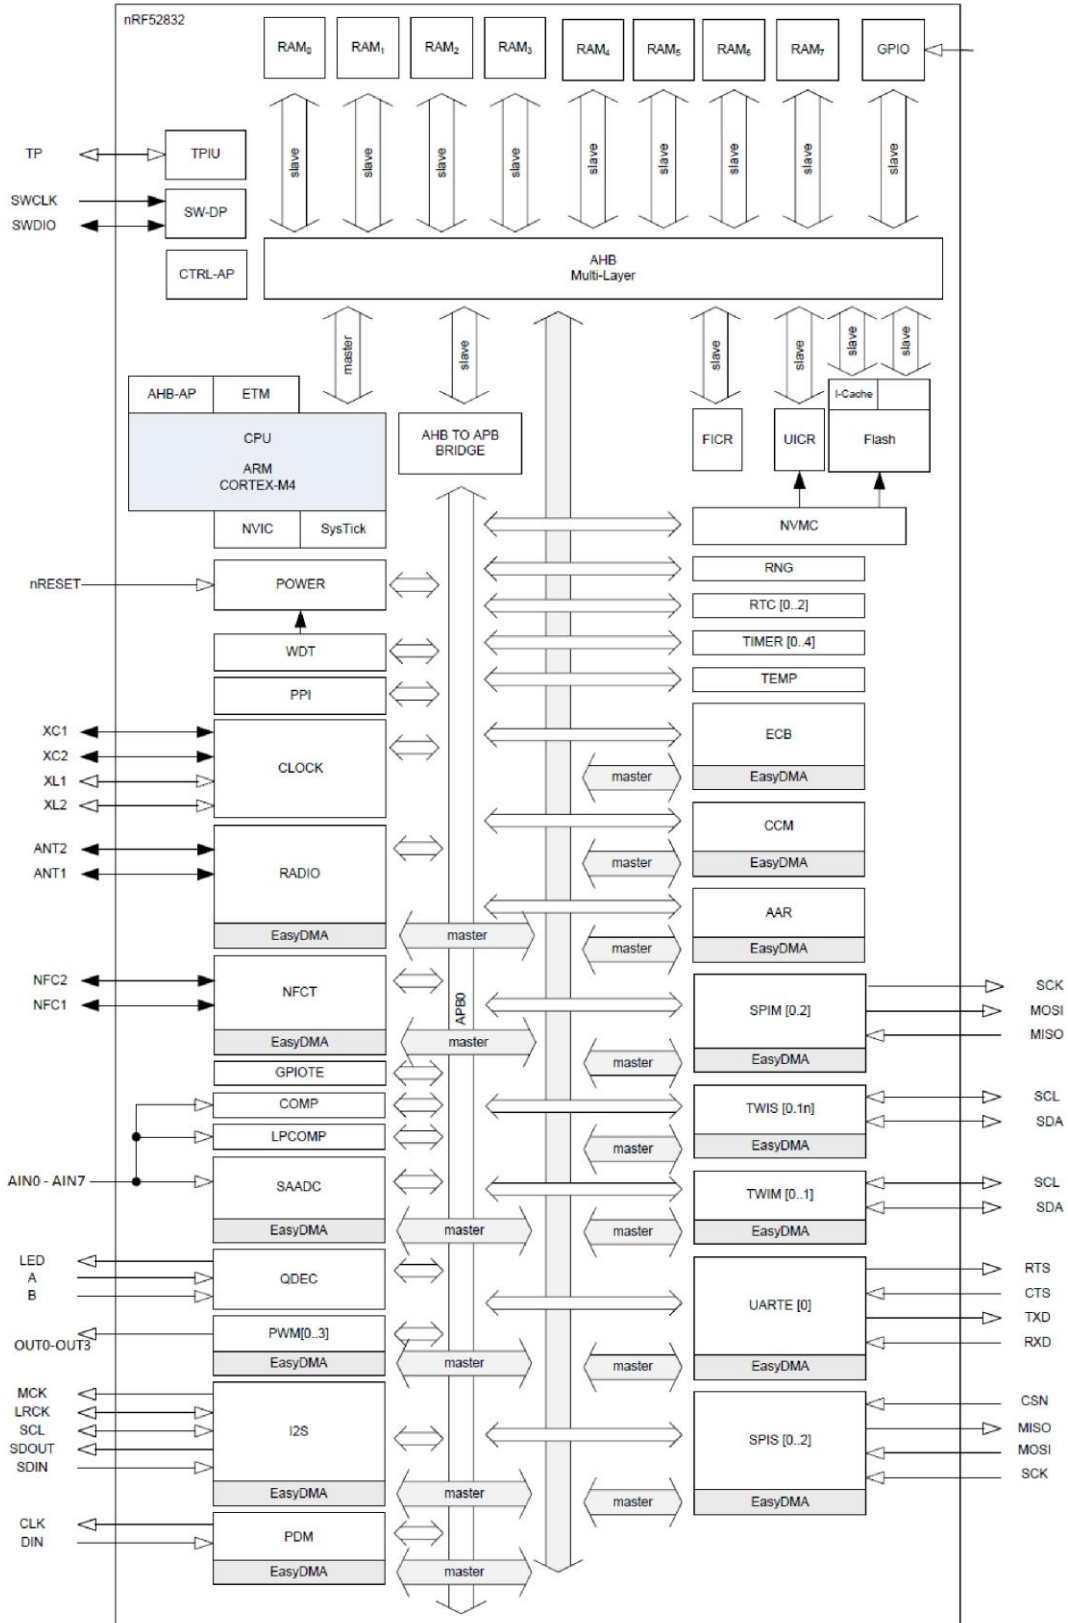 nRF52832
RAM0
RAM1
RAM2
RAM3
RAM4
RAM5
RAM6
RAM7
GPIO
slave
slave
slave
slave
slave
slave
slave
slave
slave
TP
TPIU
SWCLK
SWDIO
SW-DP
CTRL-AP
AHB
Multi-Layer
master
slave
slave
slave
slave
slave
AHB-AP
ETM
CPU
ARM
CORTEX-M4
NVIC
SysTick
AHB TO APB
BRIDGE
FICR
UICR
I-Cache
Flash
NVMC
nRESET
POWER
RNG
RTC [0..2]
WDT
TIMER [0..4]
PPI
TEMP
XC1
XC2
XL1
XL2
CLOCK
ECB
master
EasyDMA
ANT2
ANT1
RADIO
EasyDMA
master
CCM
master
EasyDMA
AAR
master
EasyDMA
NFC2
NFC1
NFCT
EasyDMA
master
APB0
SPIM [0.2]
master
EasyDMA
SCK
MOSI
MISO
GPIOTE
COMP
LPCOMP
AIN0 - AIN7
SAADC
EasyDMA
master
TWIS [0.1n]
master
EasyDMA
SCL
SDA
TWIM [0..1]
master
EasyDMA
SCL
SDA
LED
A
B
QDEC
OUT0-OUT3
PWM[0..3]
EasyDMA
master
UARTE [0]
master
EasyDMA
RTS
CTS
TXD
RXD
MCK
LRCK
SCL
SDOUT
SDIN
I2S
EasyDMA
master
SPIS [0..2]
master
EasyDMA
CSN
MISO
MOSI
SCK
CLK
DIN
PDM
EasyDMA
master